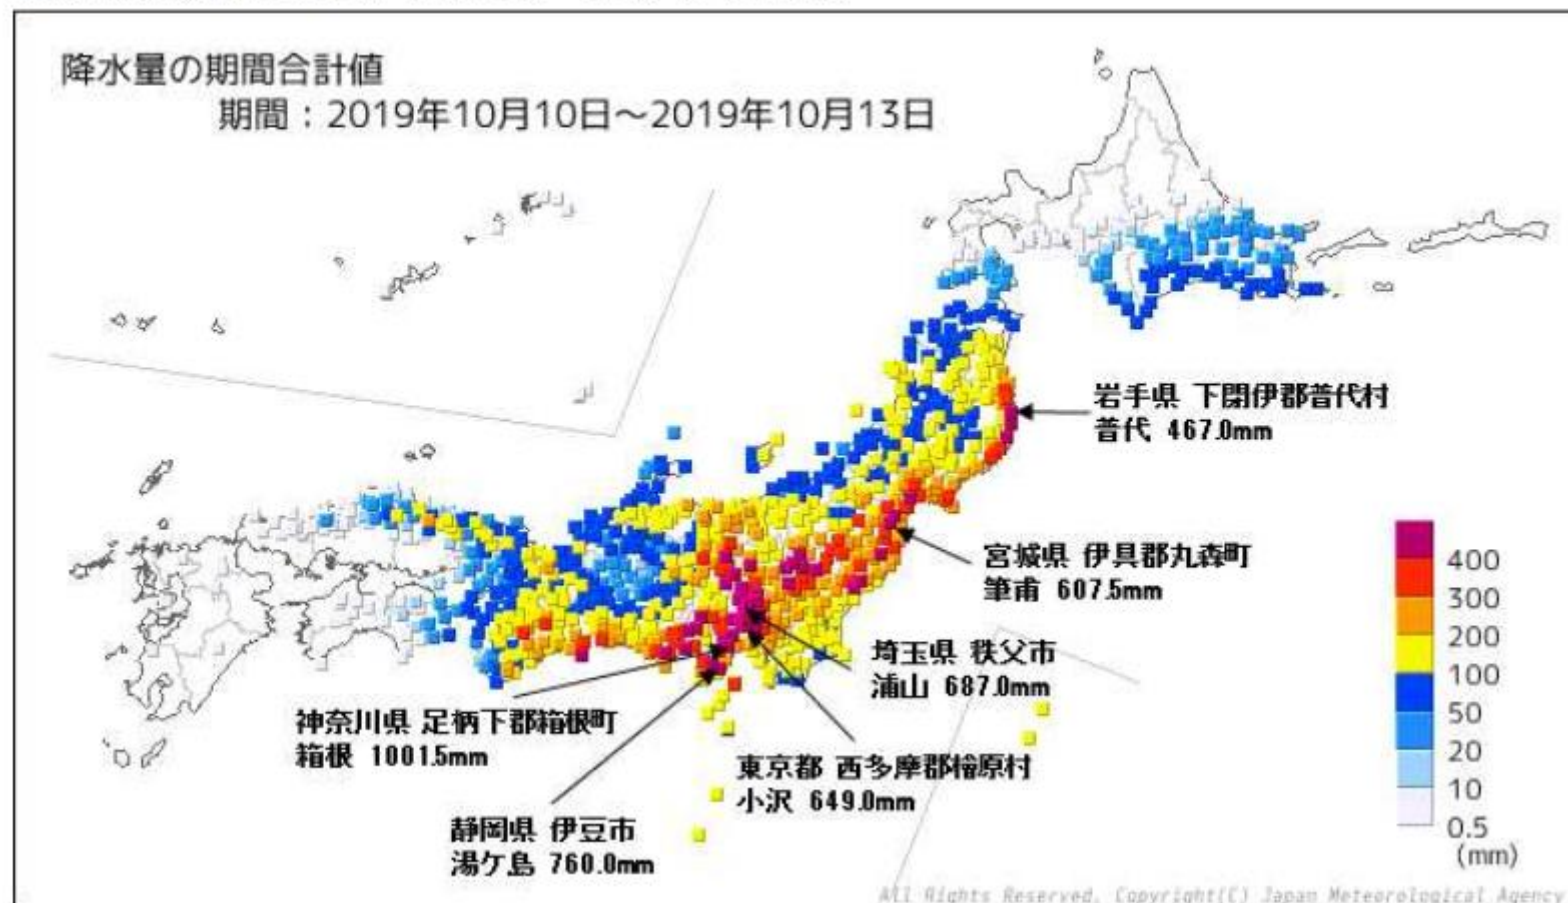 降水量の期間合計値
期間：2019年10月10日～2019年10月13日
岩手県 下閉伊郡普代村
普代 467.0mm
宮城県 伊具郡丸森町
筆甫 607.5mm
埼玉県 秩父市
浦山 687.0mm
神奈川県 足柄下郡箱根町
箱根 1001.5mm
東京都 西多摩郡檜原村
小沢 649.0mm
静岡県 伊豆市
湯ケ島 760.0mm
400
300
200
100
50
20
10
0.5
(mm)
All Rights Reserved, Copyright(C) Japan Meteorological Agency